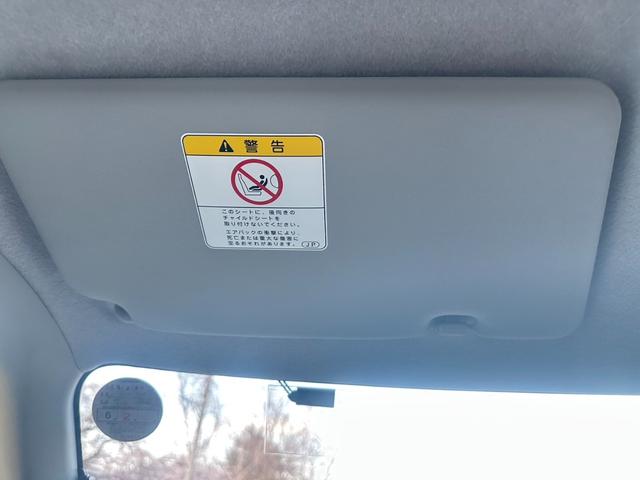 警告
このシートに、後向きの
チャイルドシートを
取り付けないでください。
エアバッグの衝撃により、
死亡または重大な傷害に
至るおそれがあります。
JP
6 2